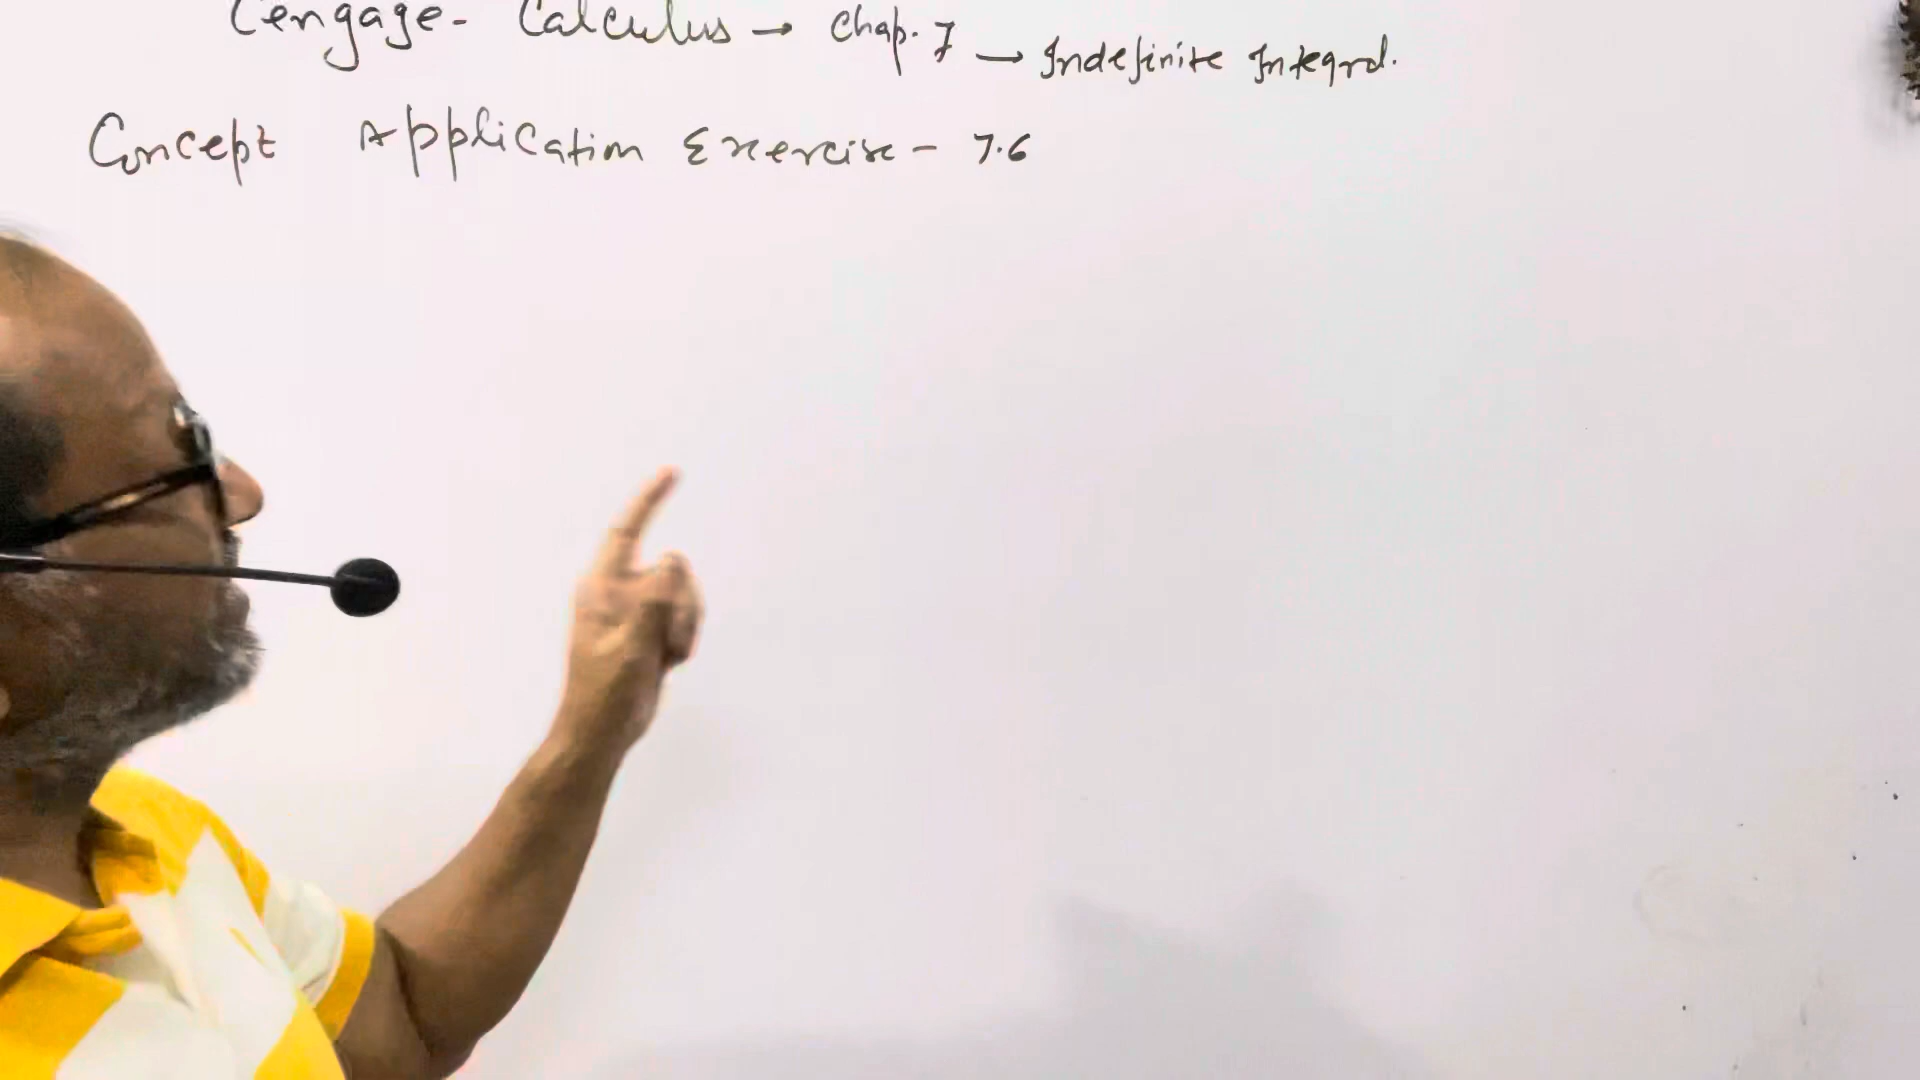 Cengage- Calculus → Chap. 7 → Indefinite Integral.
Concept Application Exercise - 7.6